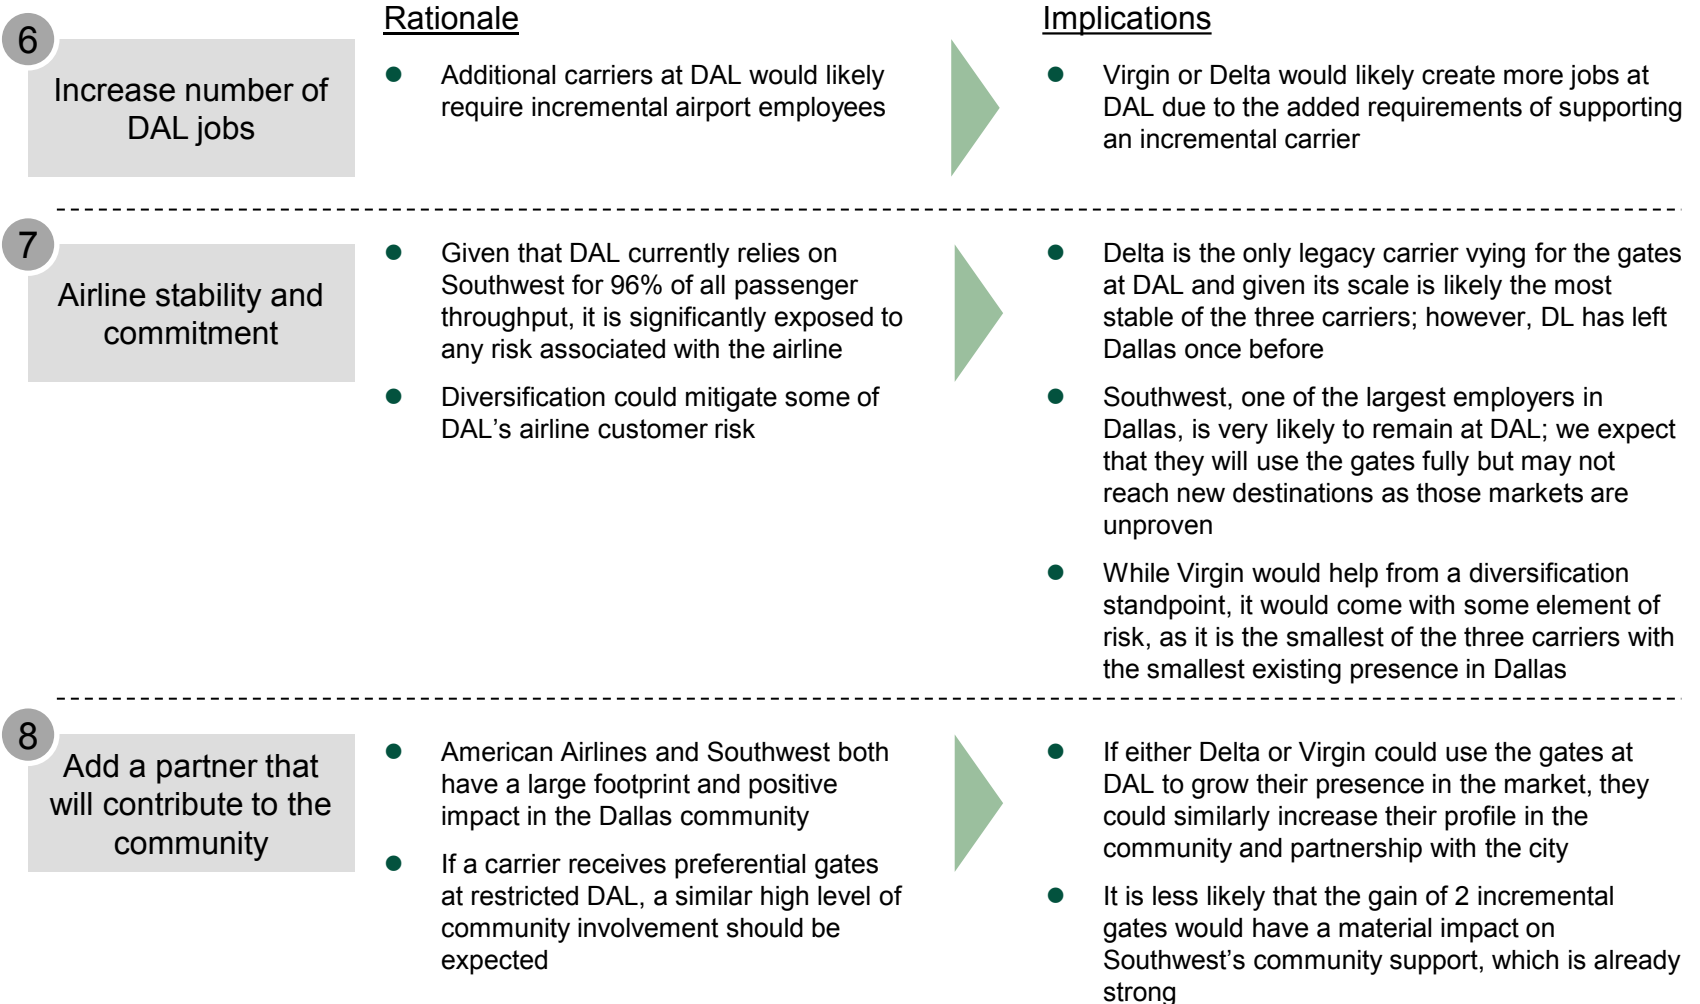 Rationale
Implications
6
Increase number of
DAL jobs
● Additional carriers at DAL would likely
require incremental airport employees
● Virgin or Delta would likely create more jobs at
DAL due to the added requirements of supporting
an incremental carrier
7
Airline stability and
commitment
● Given that DAL currently relies on
Southwest for 96% of all passenger
throughput, it is significantly exposed to
any risk associated with the airline
● Diversification could mitigate some of
DAL’s airline customer risk
● Delta is the only legacy carrier vying for the gates
at DAL and given its scale is likely the most
stable of the three carriers; however, DL has left
Dallas once before
● Southwest, one of the largest employers in
Dallas, is very likely to remain at DAL; we expect
that they will use the gates fully but may not
reach new destinations as those markets are
unproven
● While Virgin would help from a diversification
standpoint, it would come with some element of
risk, as it is the smallest of the three carriers with
the smallest existing presence in Dallas
8
Add a partner that
will contribute to the
community
● American Airlines and Southwest both
have a large footprint and positive
impact in the Dallas community
● If a carrier receives preferential gates
at restricted DAL, a similar high level of
community involvement should be
expected
● If either Delta or Virgin could use the gates at
DAL to grow their presence in the market, they
could similarly increase their profile in the
community and partnership with the city
● It is less likely that the gain of 2 incremental
gates would have a material impact on
Southwest’s community support, which is already
strong